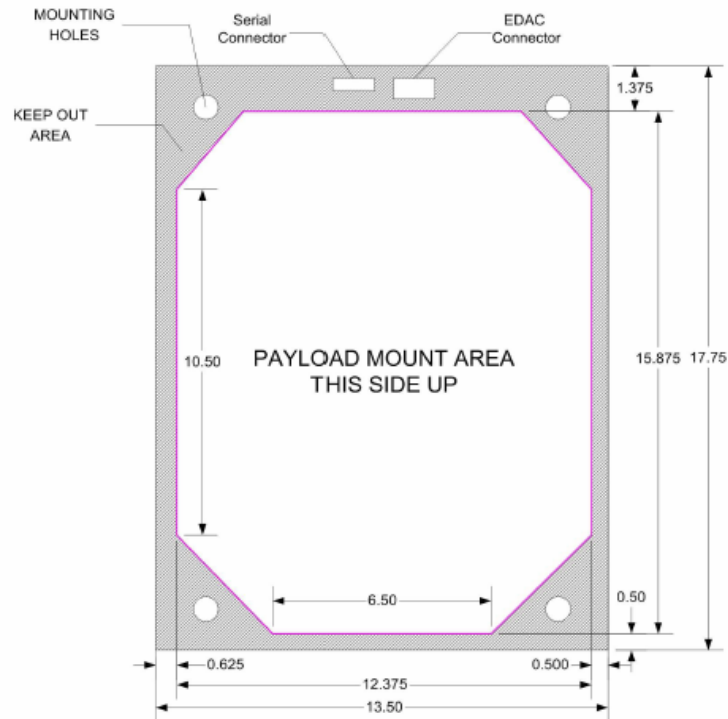 MOUNTING
HOLES
Serial
Connector
EDAC
Connector
1.375
KEEP OUT
AREA
10.50
PAYLOAD MOUNT AREA
THIS SIDE UP
15.875
17.75
6.50
0.50
0.625
0.500
12.375
13.50